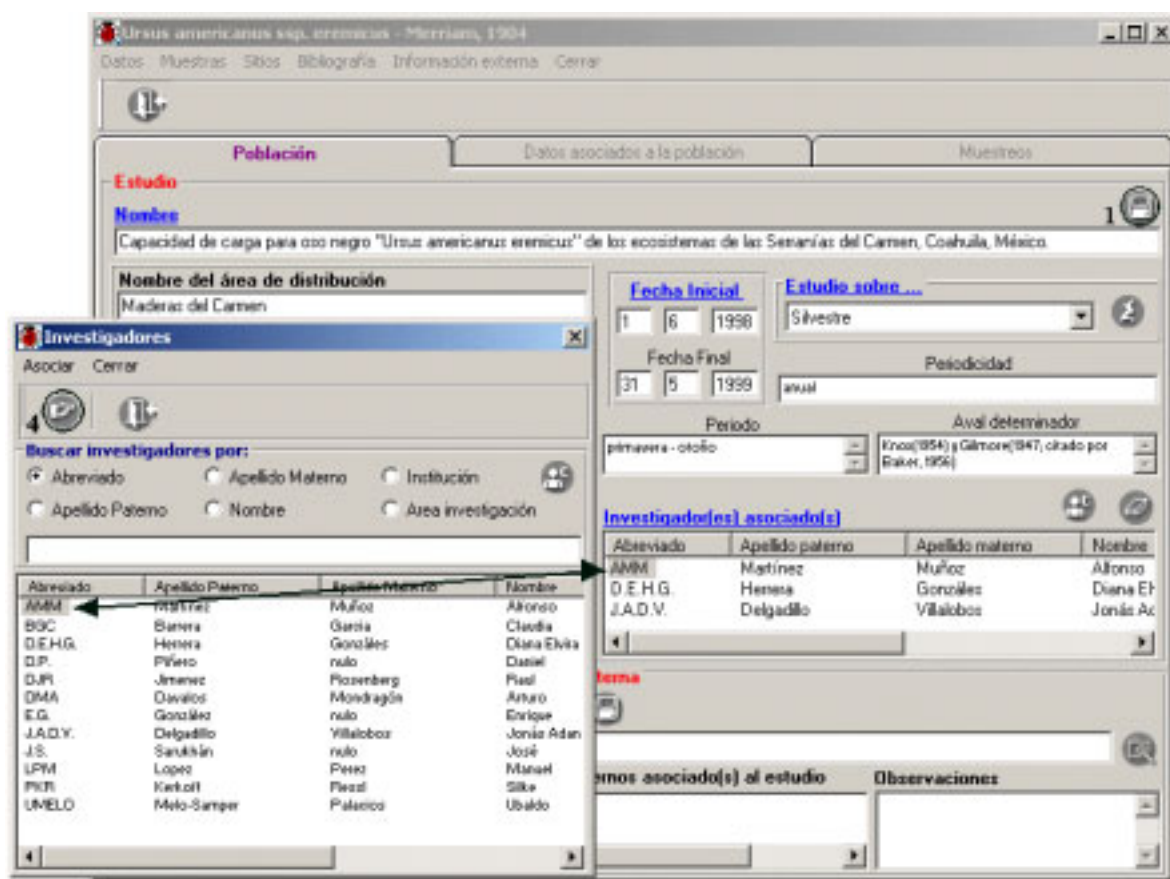 Ursus americanus ssp. eremicus - Merriam, 1904
Datos Muestras Sitios Bibliografía Información externa Cerrar
Población Datos asociados a la población Muestreos
Estudio
Nombre
1
Capacidad de carga para oso negro "Ursus americanus eremicus" de los ecosistemas de las Serranías del Carmen, Coahuila, México.
Nombre del área de distribución
Maderas del Carmen
Fecha Inicial
1 6 1998
Fecha Final
31 5 1999
Estudio sobre ...
Silvestre
Periodicidad
anual
Periodo
primavera - otoño
Aval determinador
Knox(1954) y Gilmore(1947; citado por
Baker, 1956)
Investigador(es) asociado(s)
Abreviado Apellido paterno Apellido materno Nombre
AMM Martínez Muñoz Alfonso
D.E.H.G. Herrera Gonzáles Diana El
J.A.D.V. Delgadillo Villalobos Jonás Ac
Investigadores
Asociar Cerrar
4
Buscar investigadores por:
Abreviado Apellido Materno Institución
Apellido Paterno Nombre Area investigación
Abreviado Apellido Paterno Apellido Materno Nombre
AMM Martínez Muñoz Alfonso
BGC Barrera Garcia Claudia
D.E.H.G. Herrera Gonzáles Diana Elvira
D.P. Piñero nulo Daniel
DJR Jimenez Rosenberg Raul
DMA Davalos Mondragón Arturo
E.G. González nulo Enrique
J.A.D.V. Delgadillo Villalobos Jonás Adan
J.S. Sarukhán nulo José
LPM Lopez Perez Manuel
PKR Silke
UMELO Melo-Samper Palacios Ubaldo
terna
rnos asociado(s) al estudio
Observaciones